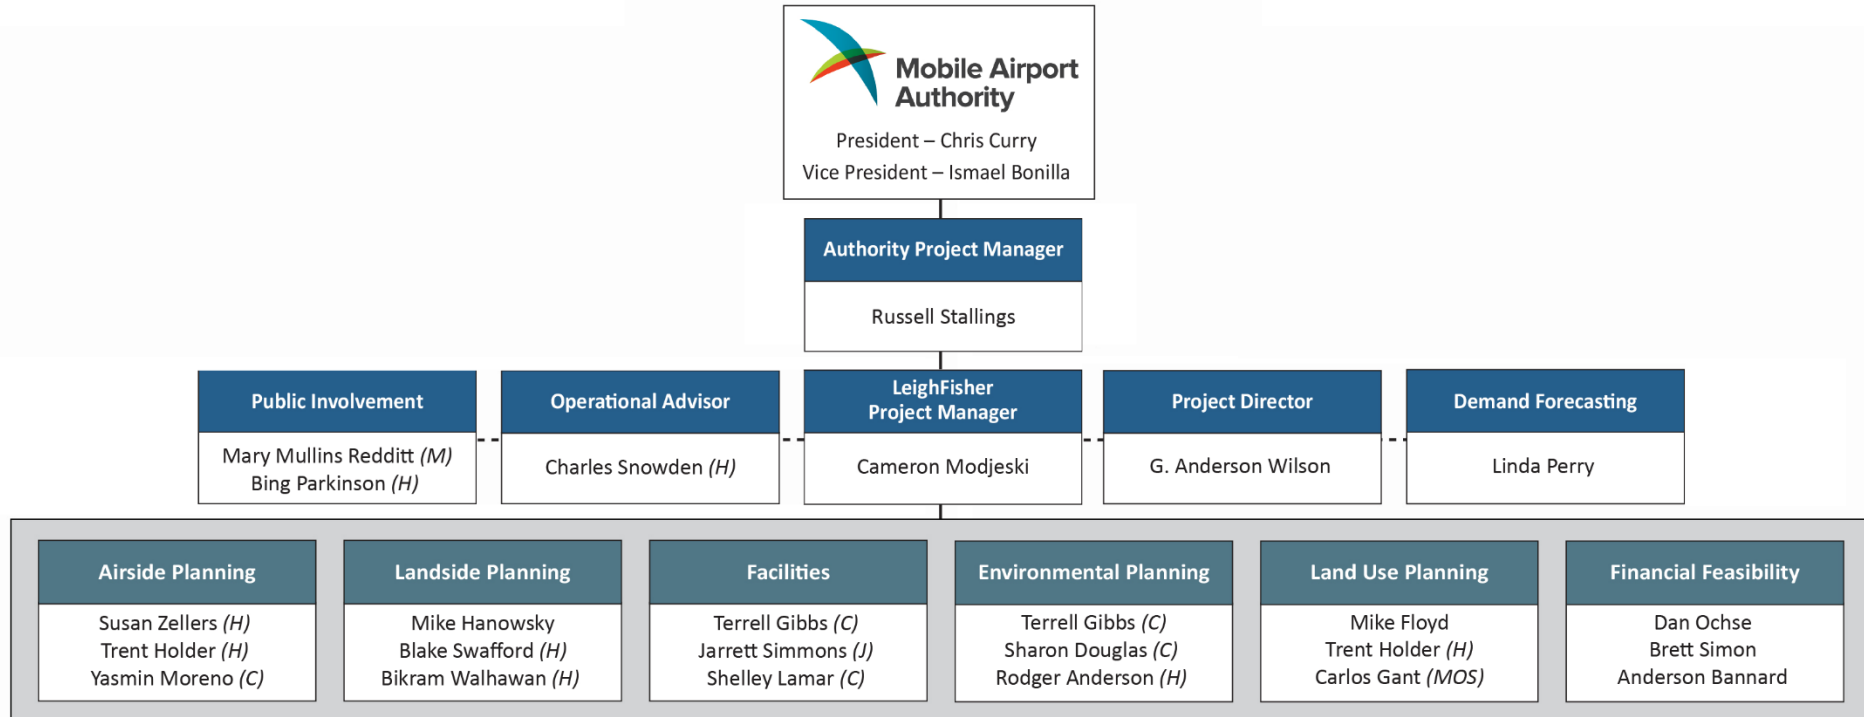 Mobile Airport
Authority
President – Chris Curry
Vice President – Ismael Bonilla
Authority Project Manager
Russell Stallings
Public Involvement
Mary Mullins Redditt (M)
Bing Parkinson (H)
Operational Advisor
Charles Snowden (H)
LeighFisher
Project Manager
Cameron Modjeski
Project Director
G. Anderson Wilson
Demand Forecasting
Linda Perry
Airside Planning
Susan Zellers (H)
Trent Holder (H)
Yasmin Moreno (C)
Landside Planning
Mike Hanowsky
Blake Swafford (H)
Bikram Walhawan (H)
Facilities
Terrell Gibbs (C)
Jarrett Simmons (J)
Shelley Lamar (C)
Environmental Planning
Terrell Gibbs (C)
Sharon Douglas (C)
Rodger Anderson (H)
Land Use Planning
Mike Floyd
Trent Holder (H)
Carlos Gant (MOS)
Financial Feasibility
Dan Ochse
Brett Simon
Anderson Bannard